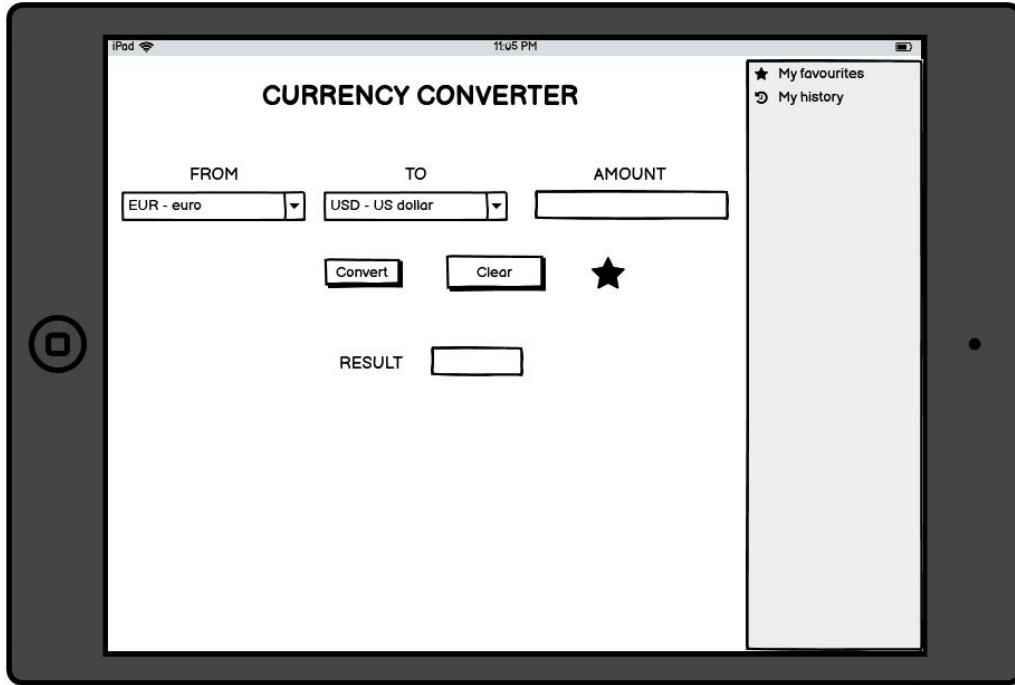 iPad 11:05 PM
My favourites
My history
CURRENCY CONVERTER
FROM TO AMOUNT
EUR - euro USD - US dollar
Convert Clear
RESULT